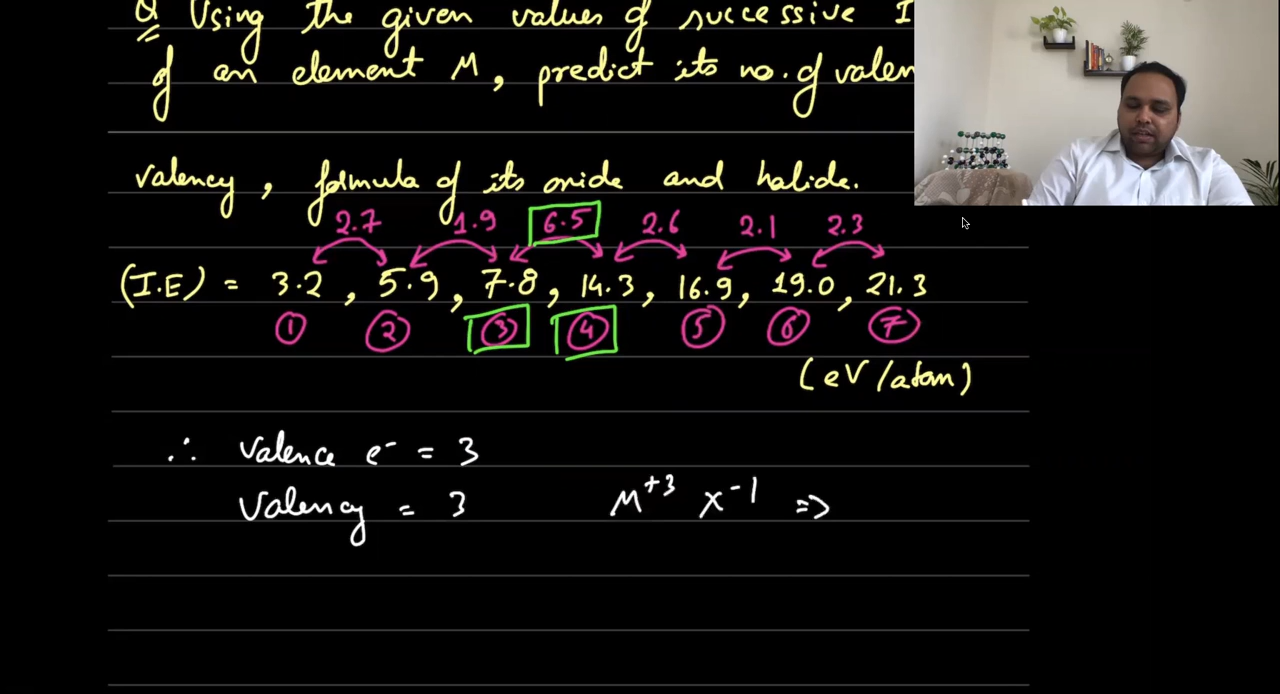 Q Using the given values of successive I
of an element M, predict its no. of valen
valency, formula of its oxide and halide.
2.7 1.9 6.5 2.6 2.1 2.3
(I.E) = 3.2, 5.9, 7.8, 14.3, 16.9, 19.0, 21.3
① ② ③ ④ ⑤ ⑥ ⑦
(eV/atom)
∴ Valence e⁻ = 3
Valency = 3 M⁺³ X⁻¹ ⇒